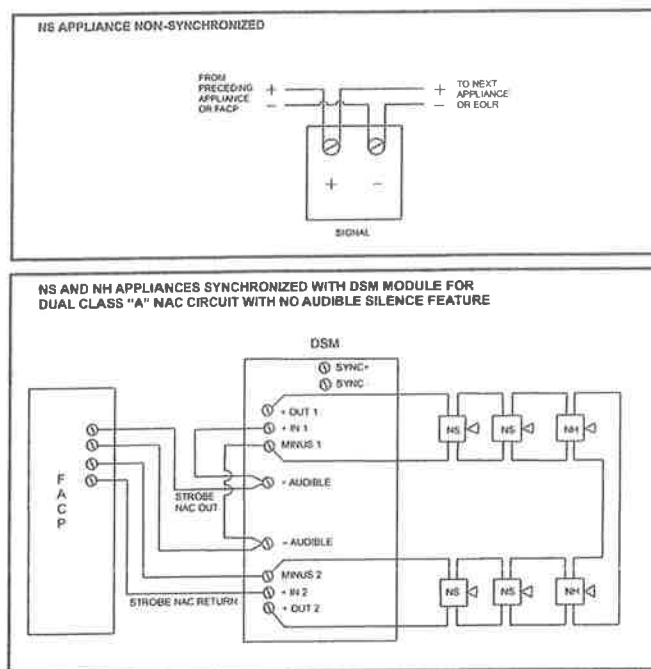 NS APPLIANCE NON-SYNCHRONIZED
FROM
PRECEDING
APPLIANCE
OR FACP
+
−
+
−
TO NEXT
APPLIANCE
OR EOLR
+ −
SIGNAL
NS AND NH APPLIANCES SYNCHRONIZED WITH DSM MODULE FOR
DUAL CLASS "A" NAC CIRCUIT WITH NO AUDIBLE SILENCE FEATURE
DSM
SYNC+
SYNC
+ OUT 1
+ IN 1
MINUS 1
NS
NS
NH
F
A
C
P
STROBE
NAC OUT
+ AUDIBLE
− AUDIBLE
MINUS 2
+ IN 2
+ OUT 2
STROBE NAC RETURN
NS
NS
NH